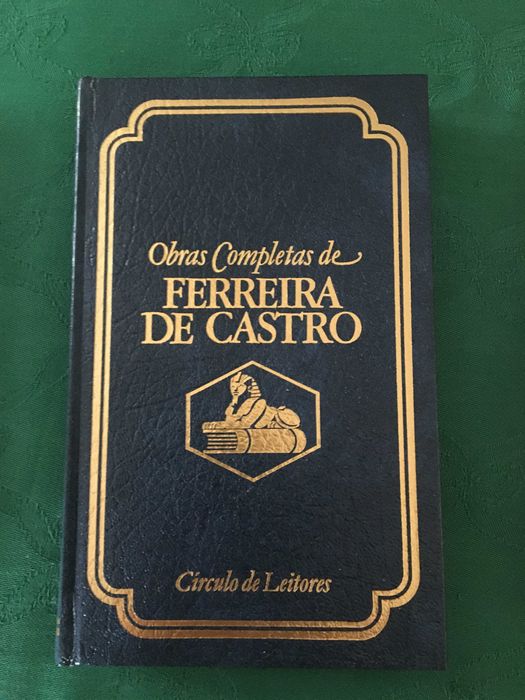 Obras Completas de
FERREIRA
DE CASTRO
Círculo de Leitores